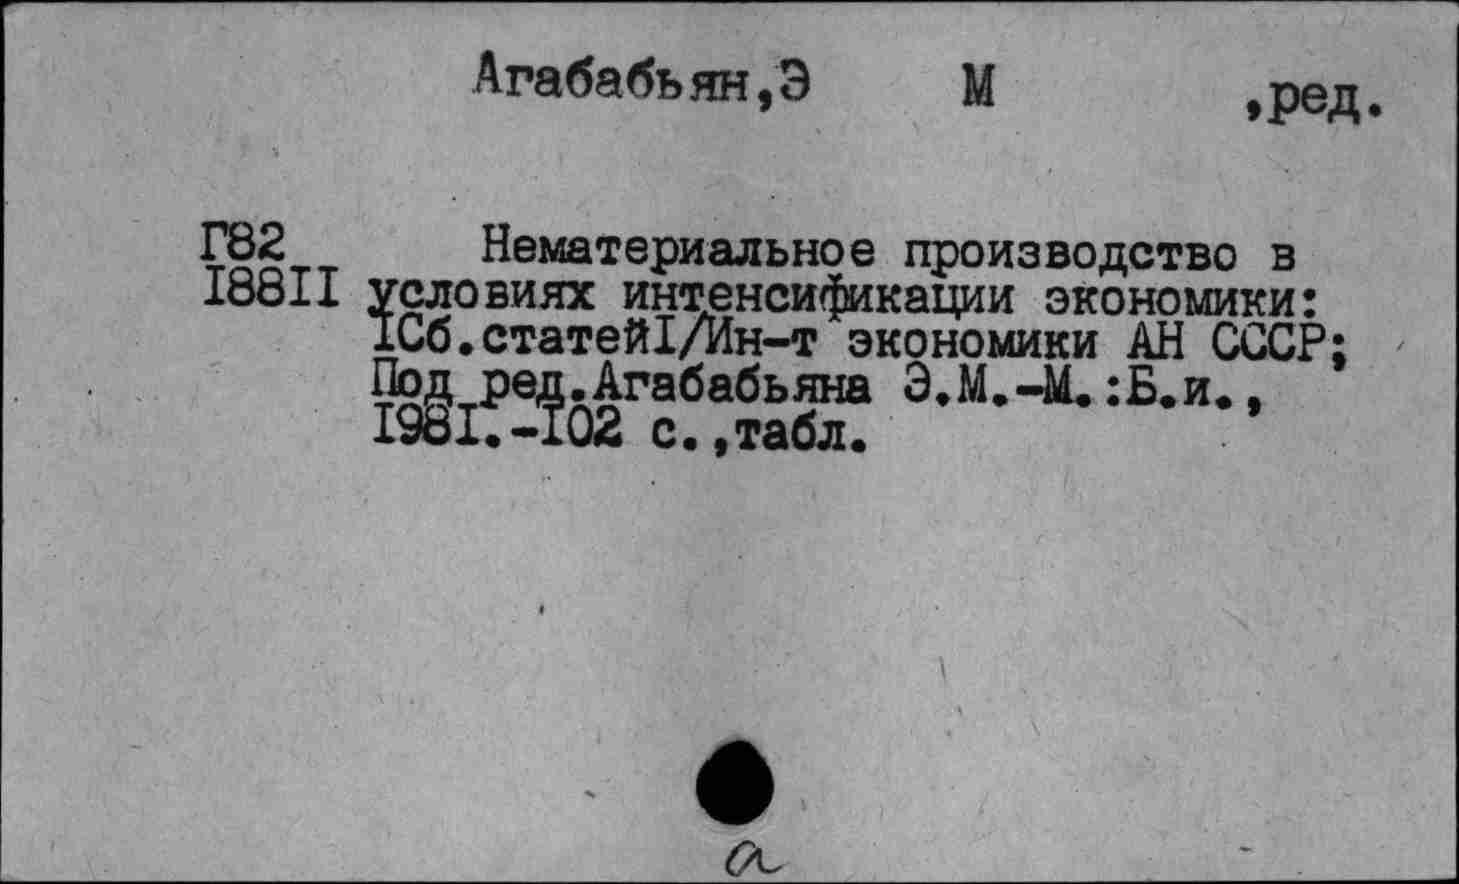 Агабабьян,Э М ,ред.
Г82 Нематериальное производство в
I88II условиях интенсификации экономики:
IСб.статейI/Ин-т экономики АН СССР;
Под ред.Агабабьяна Э.М.-М.:Б.и.,
I98I.-I02 с.,табл.